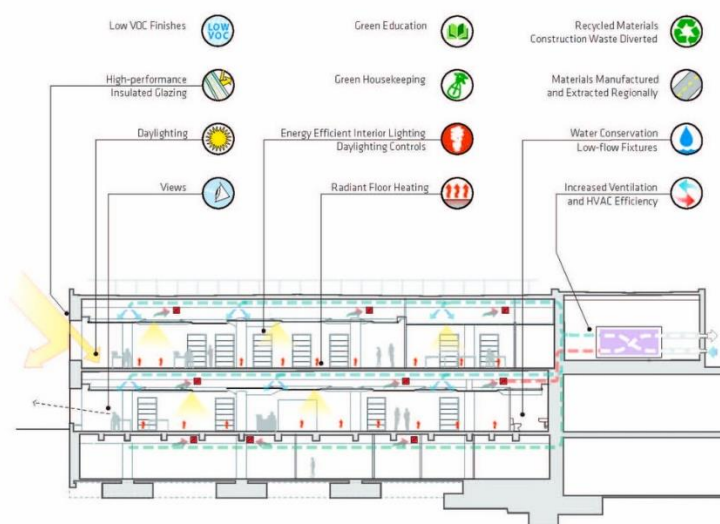 Low VOC Finishes
LOW
VOC
Green Education
Recycled Materials
Construction Waste Diverted
High-performance
Insulated Glazing
Green Housekeeping
Materials Manufactured
and Extracted Regionally
Daylighting
Energy Efficient Interior Lighting
Daylighting Controls
Water Conservation
Low-flow Fixtures
Views
Radiant Floor Heating
Increased Ventilation
and HVAC Efficiency